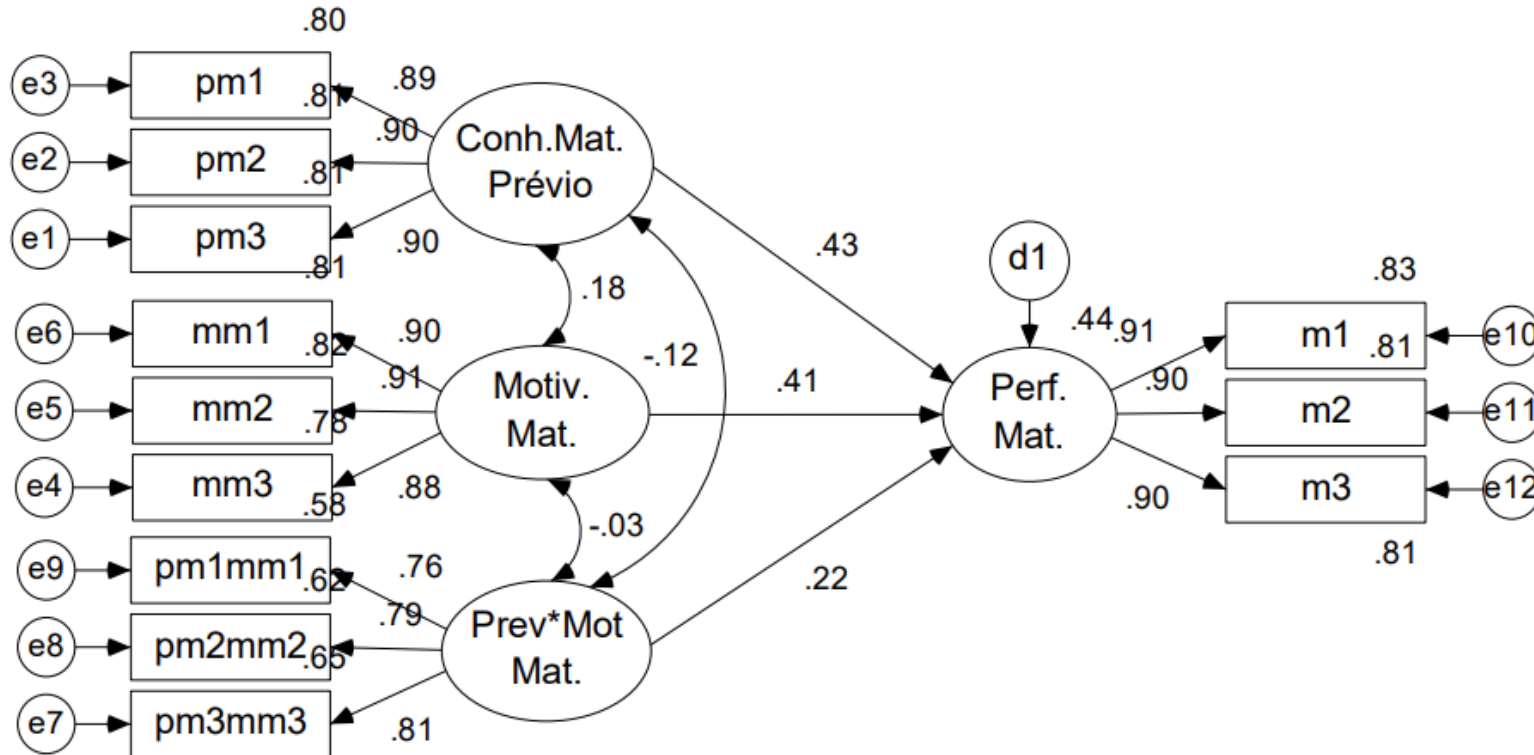 .80
e3
pm1
.81
.89
e2
pm2
.81
.90
e1
pm3
.90
Conh.Mat.
Prévio
.81
e6
mm1
.82
.90
e5
mm2
.78
.91
e4
mm3
.88
Motiv.
Mat.
.58
e9
pm1mm1
.62
.76
e8
pm2mm2
.65
.79
e7
pm3mm3
.81
Prev*Mot
Mat.
.18
-.12
-.03
.43
.41
.22
d1
.44
Perf.
Mat.
.91
.90
.90
.83
m1
.81
e10
m2
e11
m3
e12
.81